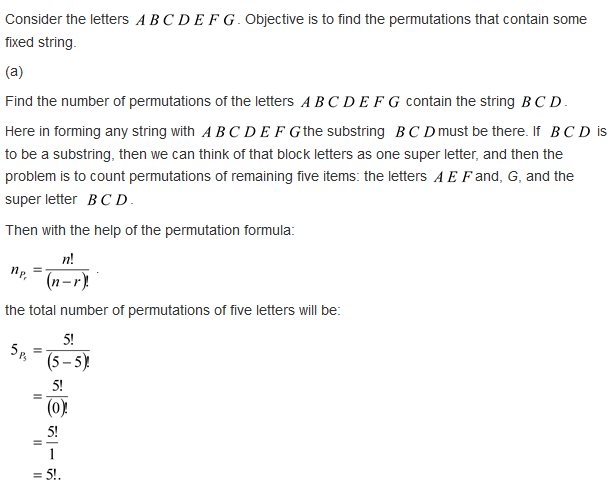 Consider the letters A B C D E F G. Objective is to find the permutations that contain some
fixed string.
(a)
Find the number of permutations of the letters A B C D E F G contain the string B C D.
Here in forming any string with A B C D E F G the substring B C D must be there. If B C D is
to be a substring, then we can think of that block letters as one super letter, and then the
problem is to count permutations of remaining five items: the letters A E F and, G, and the
super letter B C D.
Then with the help of the permutation formula:
n_{P_r} = n!/(n−r)! .
the total number of permutations of five letters will be:
5_{P_5} = 5!/(5−5)!
= 5!/(0)!
= 5!/1
= 5!.